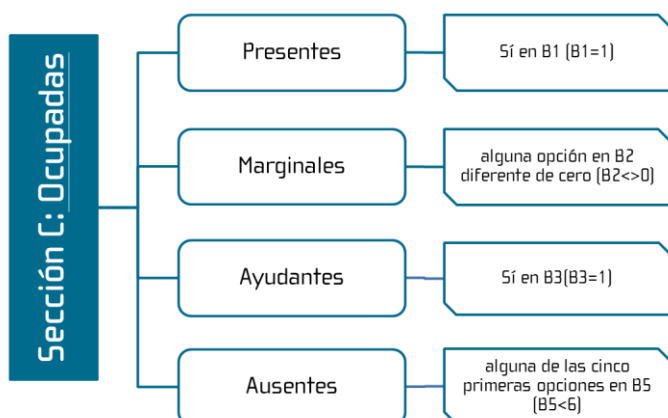 Sección C: Ocupadas
Presentes
Sí en B1 (B1=1)
Marginales
alguna opción en B2
diferente de cero (B2<>0)
Ayudantes
Sí en B3(B3=1)
Ausentes
alguna de las cinco
primeras opciones en B5
(B5<6)